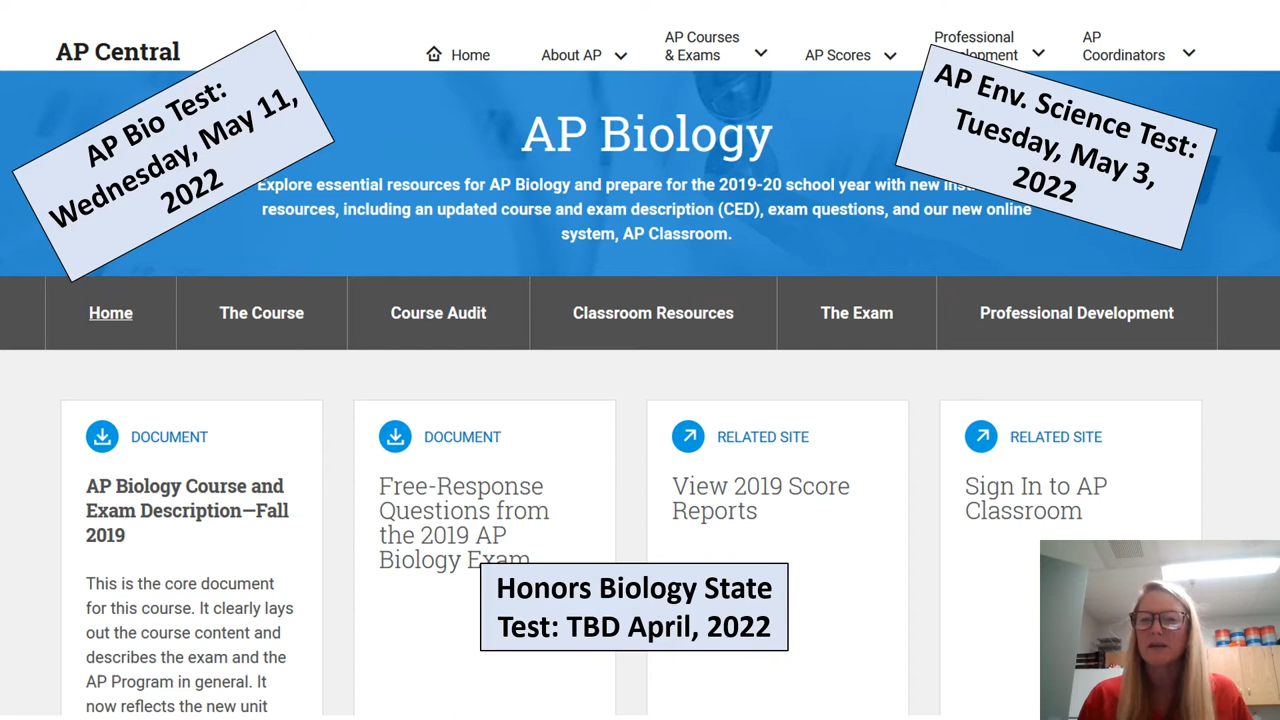 AP Central
Home
About AP
AP Courses
& Exams
AP Scores
Professional
AP
Coordinators
AP Bio Test:
Wednesday, May 11,
2022
AP Env. Science Test:
Tuesday, May 3,
2022
AP Biology
Explore essential resources for AP Biology and prepare for the 2019-20 school year with new
resources, including an updated course and exam description (CED), exam questions, and our new online
system, AP Classroom.
Home
The Course
Course Audit
Classroom Resources
The Exam
Professional Development
DOCUMENT
AP Biology Course and
Exam Description—Fall
2019
This is the core document
for this course. It clearly lays
out the course content and
describes the exam and the
AP Program in general. It
now reflects the new unit
DOCUMENT
Free-Response
Questions from
the 2019 AP
Biology Exam
RELATED SITE
View 2019 Score
Reports
RELATED SITE
Sign In to AP
Classroom
Honors Biology State
Test: TBD April, 2022